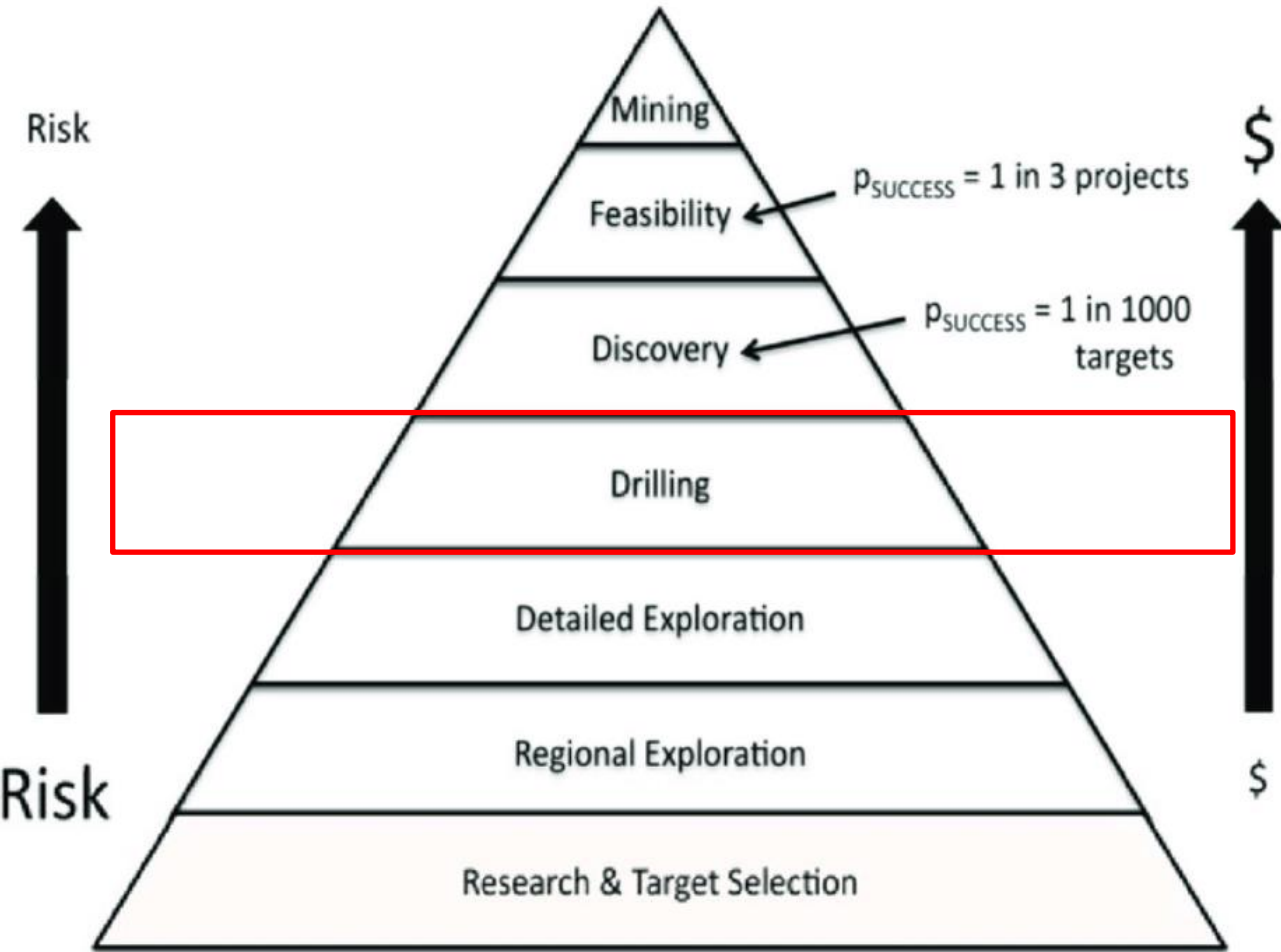 Mining
Risk
$
pSUCCESS = 1 in 3 projects
Feasibility
pSUCCESS = 1 in 1000
targets
Discovery
Drilling
Detailed Exploration
Regional Exploration
Risk
$
Research & Target Selection